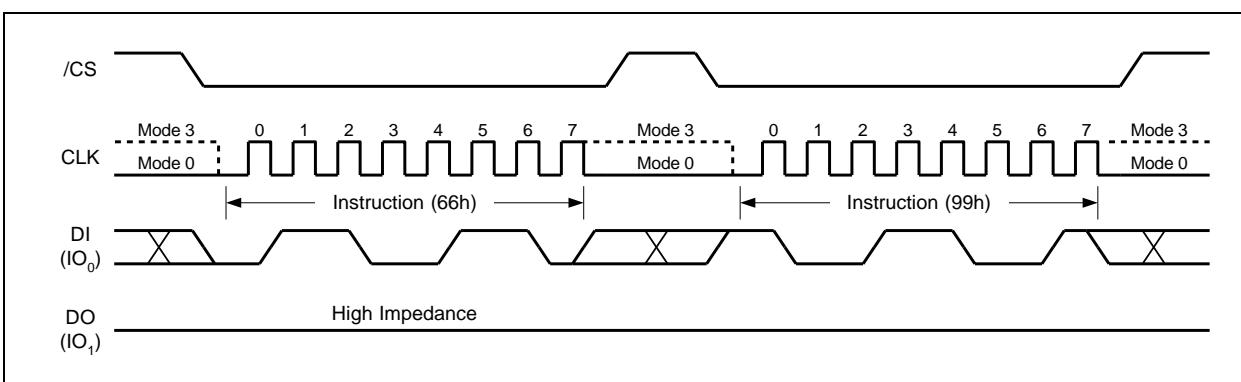 /CS
Mode 3 0 1 2 3 4 5 6 7 Mode 3 0 1 2 3 4 5 6 7 Mode 3
CLK
Mode 0 Mode 0 Mode 0
Instruction (66h) Instruction (99h)
DI
(IO0)
High Impedance
DO
(IO1)